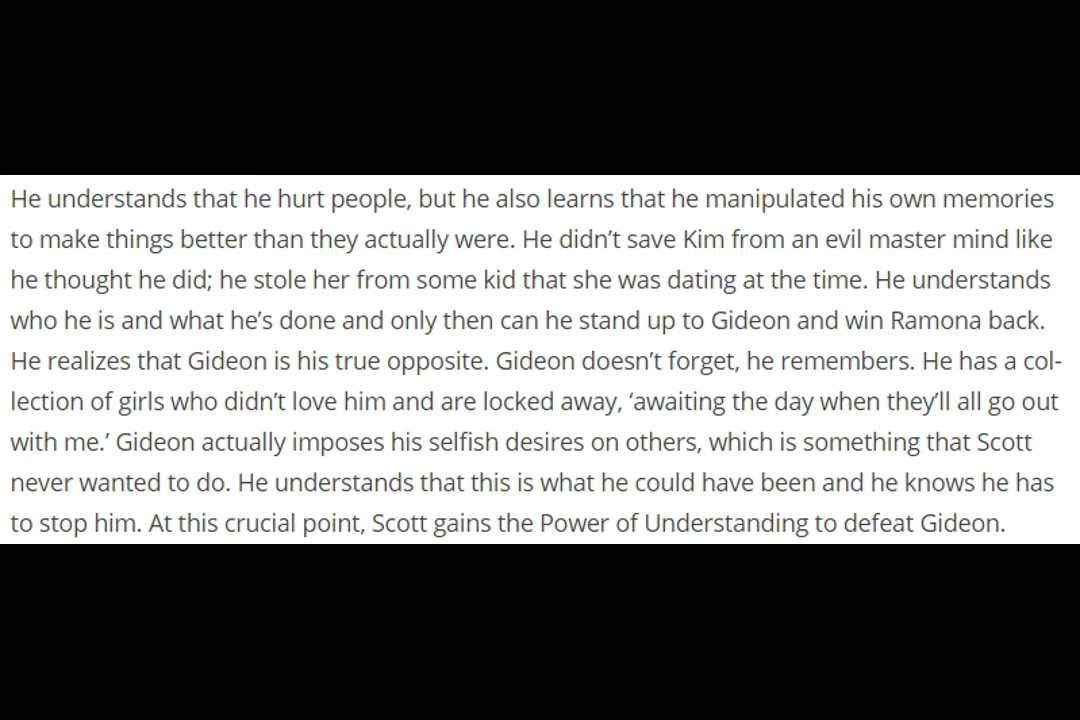 He understands that he hurt people, but he also learns that he manipulated his own memories
to make things better than they actually were. He didn’t save Kim from an evil master mind like
he thought he did; he stole her from some kid that she was dating at the time. He understands
who he is and what he’s done and only then can he stand up to Gideon and win Ramona back.
He realizes that Gideon is his true opposite. Gideon doesn’t forget, he remembers. He has a col-
lection of girls who didn’t love him and are locked away, ‘awaiting the day when they’ll all go out
with me.’ Gideon actually imposes his selfish desires on others, which is something that Scott
never wanted to do. He understands that this is what he could have been and he knows he has
to stop him. At this crucial point, Scott gains the Power of Understanding to defeat Gideon.